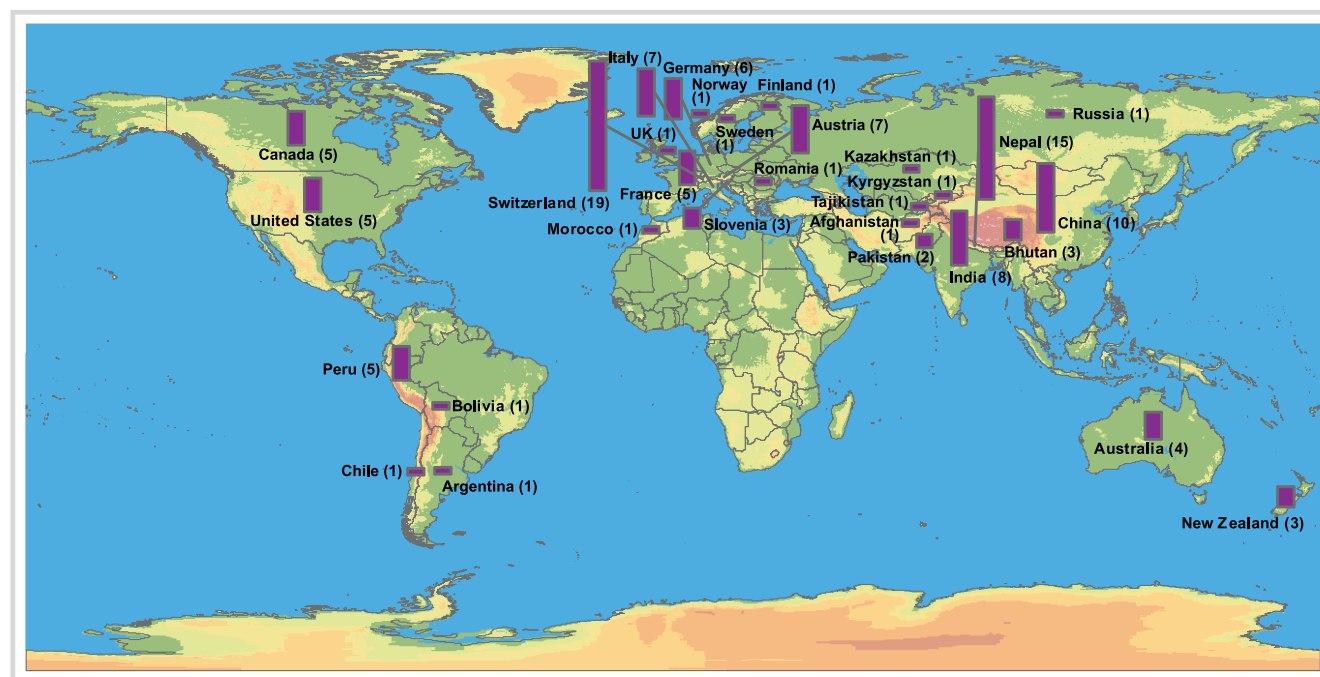 Italy (7)
Germany (6)
Norway
(1)
Finland (1)
Russia (1)
Austria (7)
Sweden
(1)
UK (1)
Nepal (15)
Canada (5)
Kazakhstan (1)
Romania (1)
Kyrgyzstan (1)
France (5)
Switzerland (19)
Tajikistan (1)
United States (5)
Morocco (1)
Slovenia (3)
Afghanistan
(1)
China (10)
Pakistan (2)
Bhutan (3)
India (8)
Peru (5)
Bolivia (1)
Australia (4)
Chile (1)
Argentina (1)
New Zealand (3)